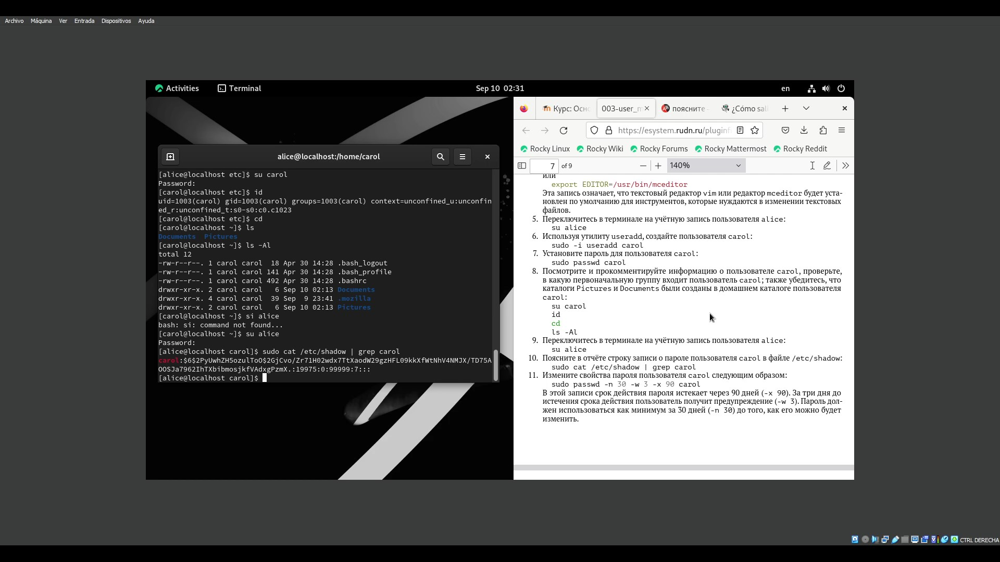 Archivo Máquina Ver Entrada Dispositivos Ayuda
Activities Terminal Sep 10 02:31 en
alice@localhost:/home/carol
[alice@localhost etc]$ su carol
Password:
[carol@localhost etc]$ id
uid=1003(carol) gid=1003(carol) groups=1003(carol) context=unconfined_u:unconfin
ed_r:unconfined_t:s0-s0:c0.c1023
[carol@localhost etc]$ cd
[carol@localhost ~]$ ls
Documents Pictures
[carol@localhost ~]$ ls -Al
total 12
-rw-r--r--. 1 carol carol 18 Apr 30 14:28 .bash_logout
-rw-r--r--. 1 carol carol 141 Apr 30 14:28 .bash_profile
-rw-r--r--. 1 carol carol 492 Apr 30 14:28 .bashrc
drwxr-xr-x. 2 carol carol 6 Sep 10 02:13 Documents
drwxr-xr-x. 4 carol carol 39 Sep 9 23:41 .mozilla
drwxr-xr-x. 2 carol carol 6 Sep 10 02:13 Pictures
[carol@localhost ~]$ si alice
bash: si: command not found...
[carol@localhost ~]$ su alice
Password:
[alice@localhost carol]$ sudo cat /etc/shadow | grep carol
carol:$6$2PyUwhZH5ozulToO$2GjCvo/Zr71H02wdx7TtXaodW29gzHFL09kkXfWtNhV4NMJX/TD75A
OOSJa7962IhTXbibmosjkfVAdxgPzmX.:19975:0:99999:7:::
[alice@localhost carol]$
Курс: Осно 003-user_m поясните - ¿Cómo sali
https://esystem.rudn.ru/pluginf
Rocky Linux Rocky Wiki Rocky Forums Rocky Mattermost Rocky Reddit
7 of 9 140%
или
export EDITOR=/usr/bin/mceditor
Эта запись означает, что текстовый редактор vim или редактор mceditor будет уста-
новлен по умолчанию для инструментов, которые нуждаются в изменении текстовых
файлов.
5. Переключитесь в терминале на учётную запись пользователя alice:
su alice
6. Используя утилиту useradd, создайте пользователя carol:
sudo -i useradd carol
7. Установите пароль для пользователя carol:
sudo passwd carol
8. Посмотрите и прокомментируйте информацию о пользователе carol, проверьте,
в какую первоначальную группу входит пользователь carol; также убедитесь, что
каталоги Pictures и Documents были созданы в домашнем каталоге пользователя
carol:
su carol
id
cd
ls -Al
9. Переключитесь в терминале на учётную запись пользователя alice:
su alice
10. Поясните в отчёте строку записи о пароле пользователя carol в файле /etc/shadow:
sudo cat /etc/shadow | grep carol
11. Измените свойства пароля пользователя carol следующим образом:
sudo passwd -n 30 -w 3 -x 90 carol
В этой записи срок действия пароля истекает через 90 дней (-x 90). За три дня до
истечения срока действия пользователь получит предупреждение (-w 3). Пароль дол-
жен использоваться как минимум за 30 дней (-n 30) до того, как его можно будет
изменить.
CTRL DERECHA